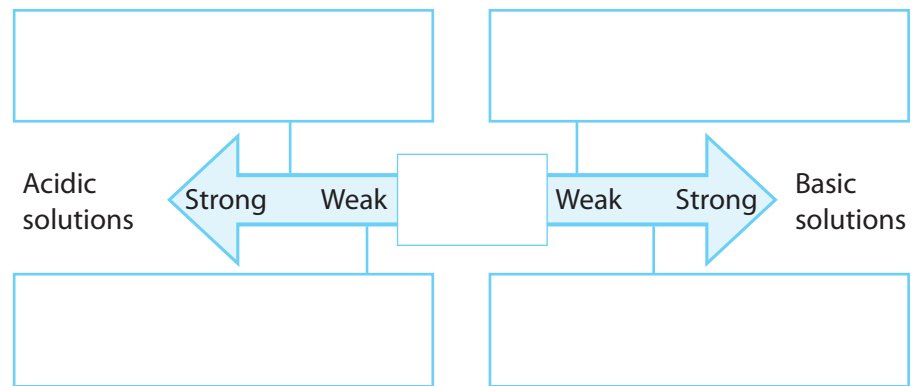 Acidic
solutions
Strong
Weak
Weak
Strong
Basic
solutions